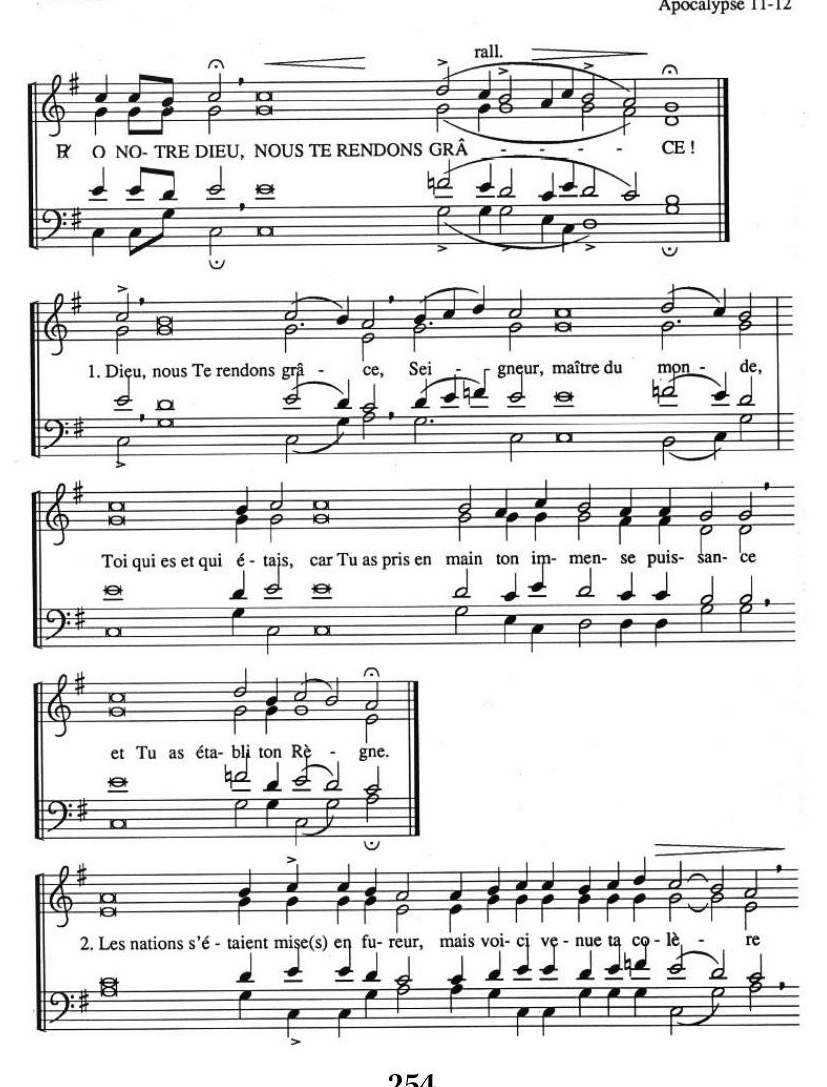 Apocalypse 11-12
rall.
℟ O NO- TRE DIEU, NOUS TE RENDONS GRÂ - - - - - CE !
1. Dieu, nous Te rendons grâ - ce, Sei - - gneur, maître du mon - de,
Toi qui es et qui é - tais, car Tu as pris en main ton im- men- se puis- san- ce
et Tu as éta- bli ton Rè - gne.
2. Les nations s'é - taient mise(s) en fu- reur, mais voi- ci ve - nue ta co - lè - re
254